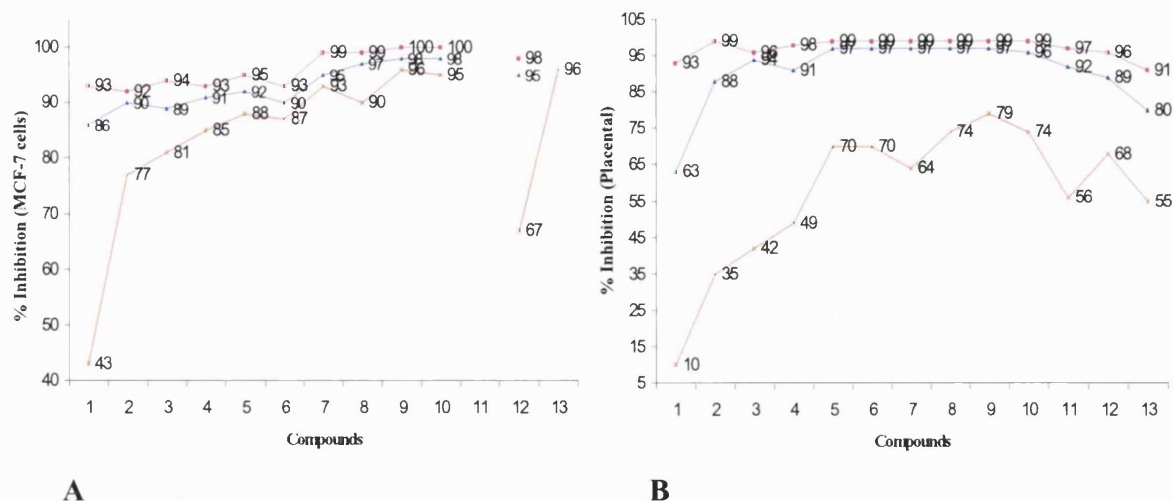 % Inhibition (MCF-7 cells)
100
90
80
70
60
50
40
93 92 94 93 95 93 99 99 100 100 98
86 90 89 91 92 90 95 97 98 98 95
43 77 81 85 88 87 93 90 96 95 67 96
1 2 3 4 5 6 7 8 9 10 11 12 13
Compounds
A
% Inhibition (Placental)
105
95
85
75
65
55
45
35
25
15
5
93 99 96 98 99 99 99 99 99 99 97 96 91
63 88 94 91 97 97 97 97 97 96 92 89 80
10 35 42 49 70 70 64 74 79 74 56 68 55
1 2 3 4 5 6 7 8 9 10 11 12 13
Compounds
B